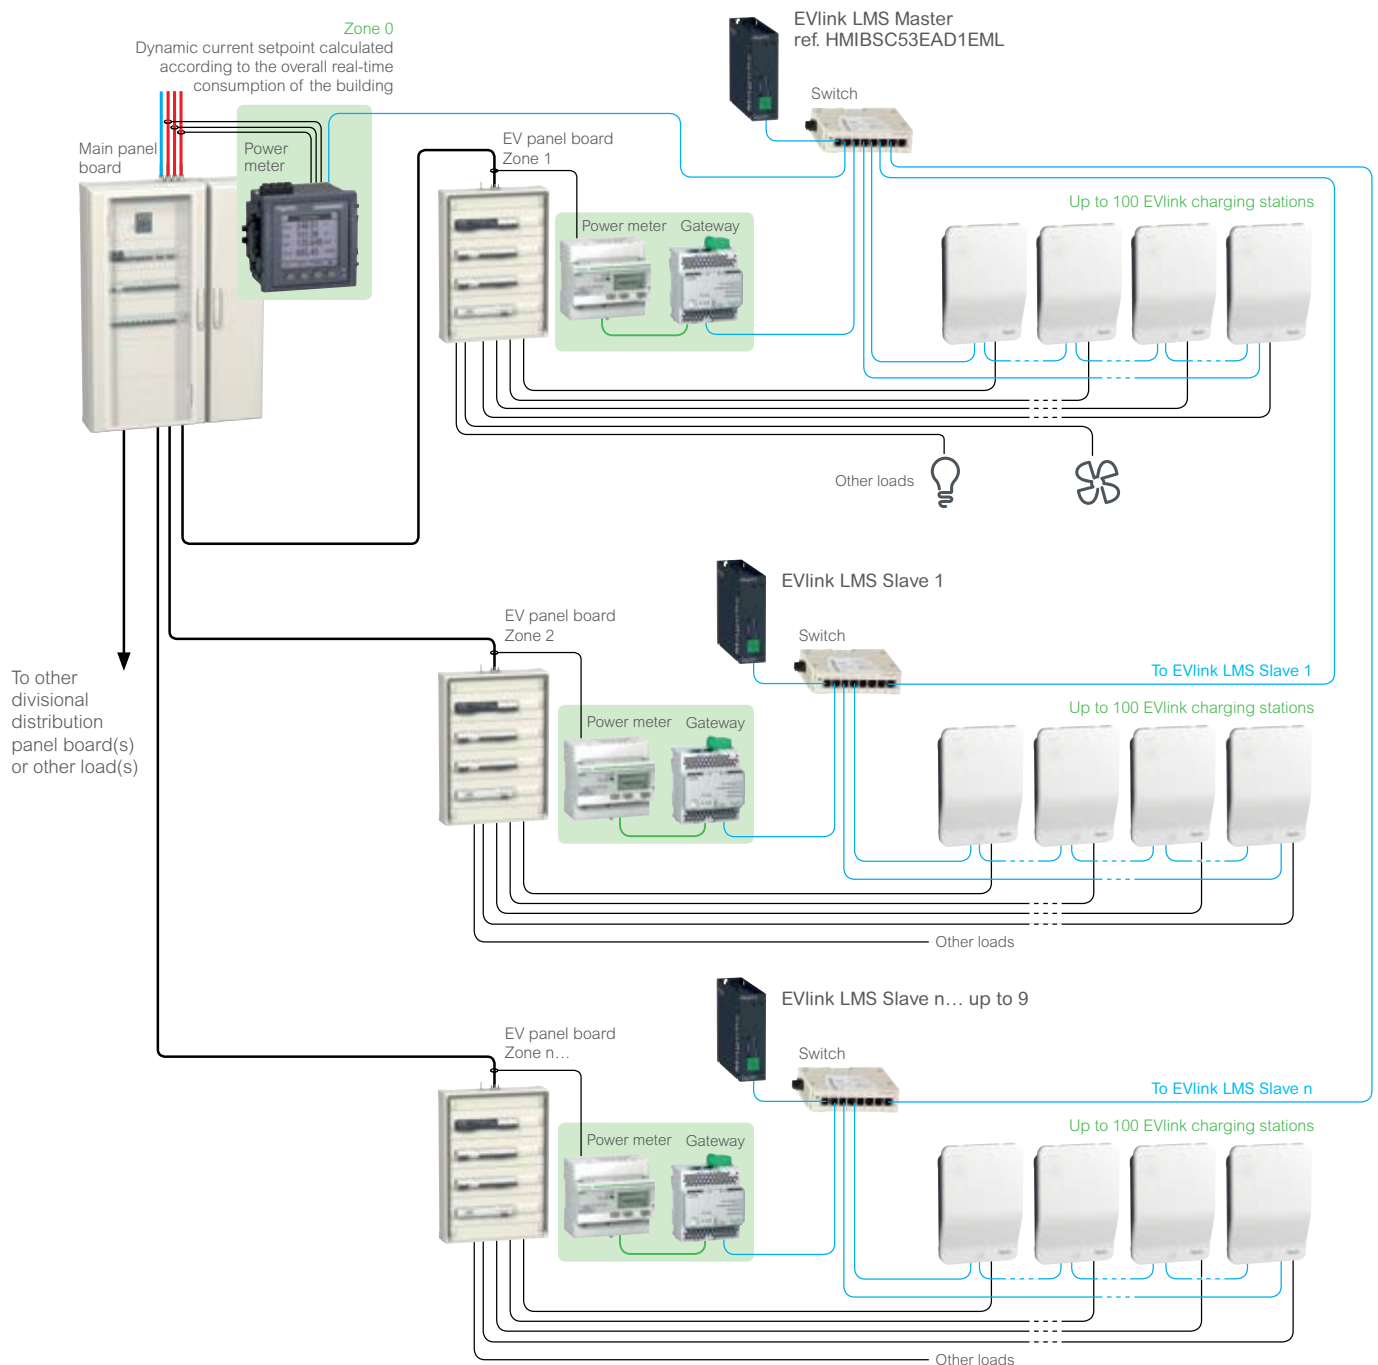 Zone 0
Dynamic current setpoint calculated
according to the overall real-time
consumption of the building
EVlink LMS Master
ref. HMIBSC53EAD1EML
Switch
Main panel
board
Power
meter
EV panel board
Zone 1
Power meter
Gateway
Up to 100 EVlink charging stations
Other loads
EVlink LMS Slave 1
EV panel board
Zone 2
Switch
To EVlink LMS Slave 1
To other
divisional
distribution
panel board(s)
or other load(s)
Power meter
Gateway
Up to 100 EVlink charging stations
Other loads
EVlink LMS Slave n... up to 9
EV panel board
Zone n...
Switch
To EVlink LMS Slave n
Power meter
Gateway
Up to 100 EVlink charging stations
Other loads